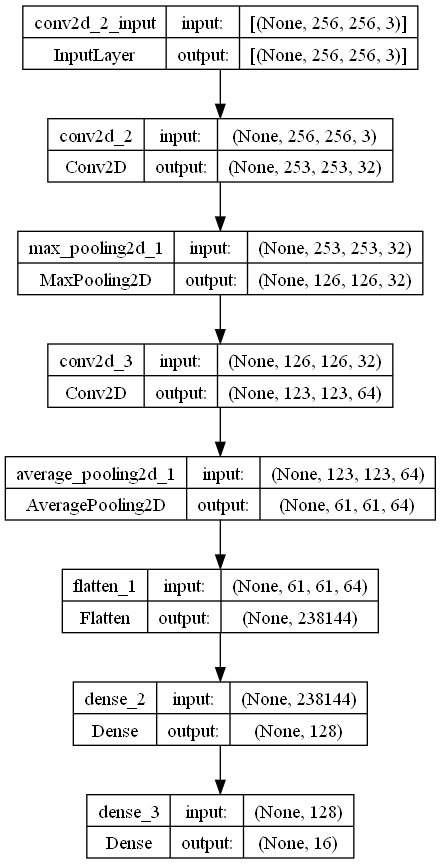 conv2d_2_input input: [(None, 256, 256, 3)]
InputLayer output: [(None, 256, 256, 3)]
conv2d_2 input: (None, 256, 256, 3)
Conv2D output: (None, 253, 253, 32)
max_pooling2d_1 input: (None, 253, 253, 32)
MaxPooling2D output: (None, 126, 126, 32)
conv2d_3 input: (None, 126, 126, 32)
Conv2D output: (None, 123, 123, 64)
average_pooling2d_1 input: (None, 123, 123, 64)
AveragePooling2D output: (None, 61, 61, 64)
flatten_1 input: (None, 61, 61, 64)
Flatten output: (None, 238144)
dense_2 input: (None, 238144)
Dense output: (None, 128)
dense_3 input: (None, 128)
Dense output: (None, 16)